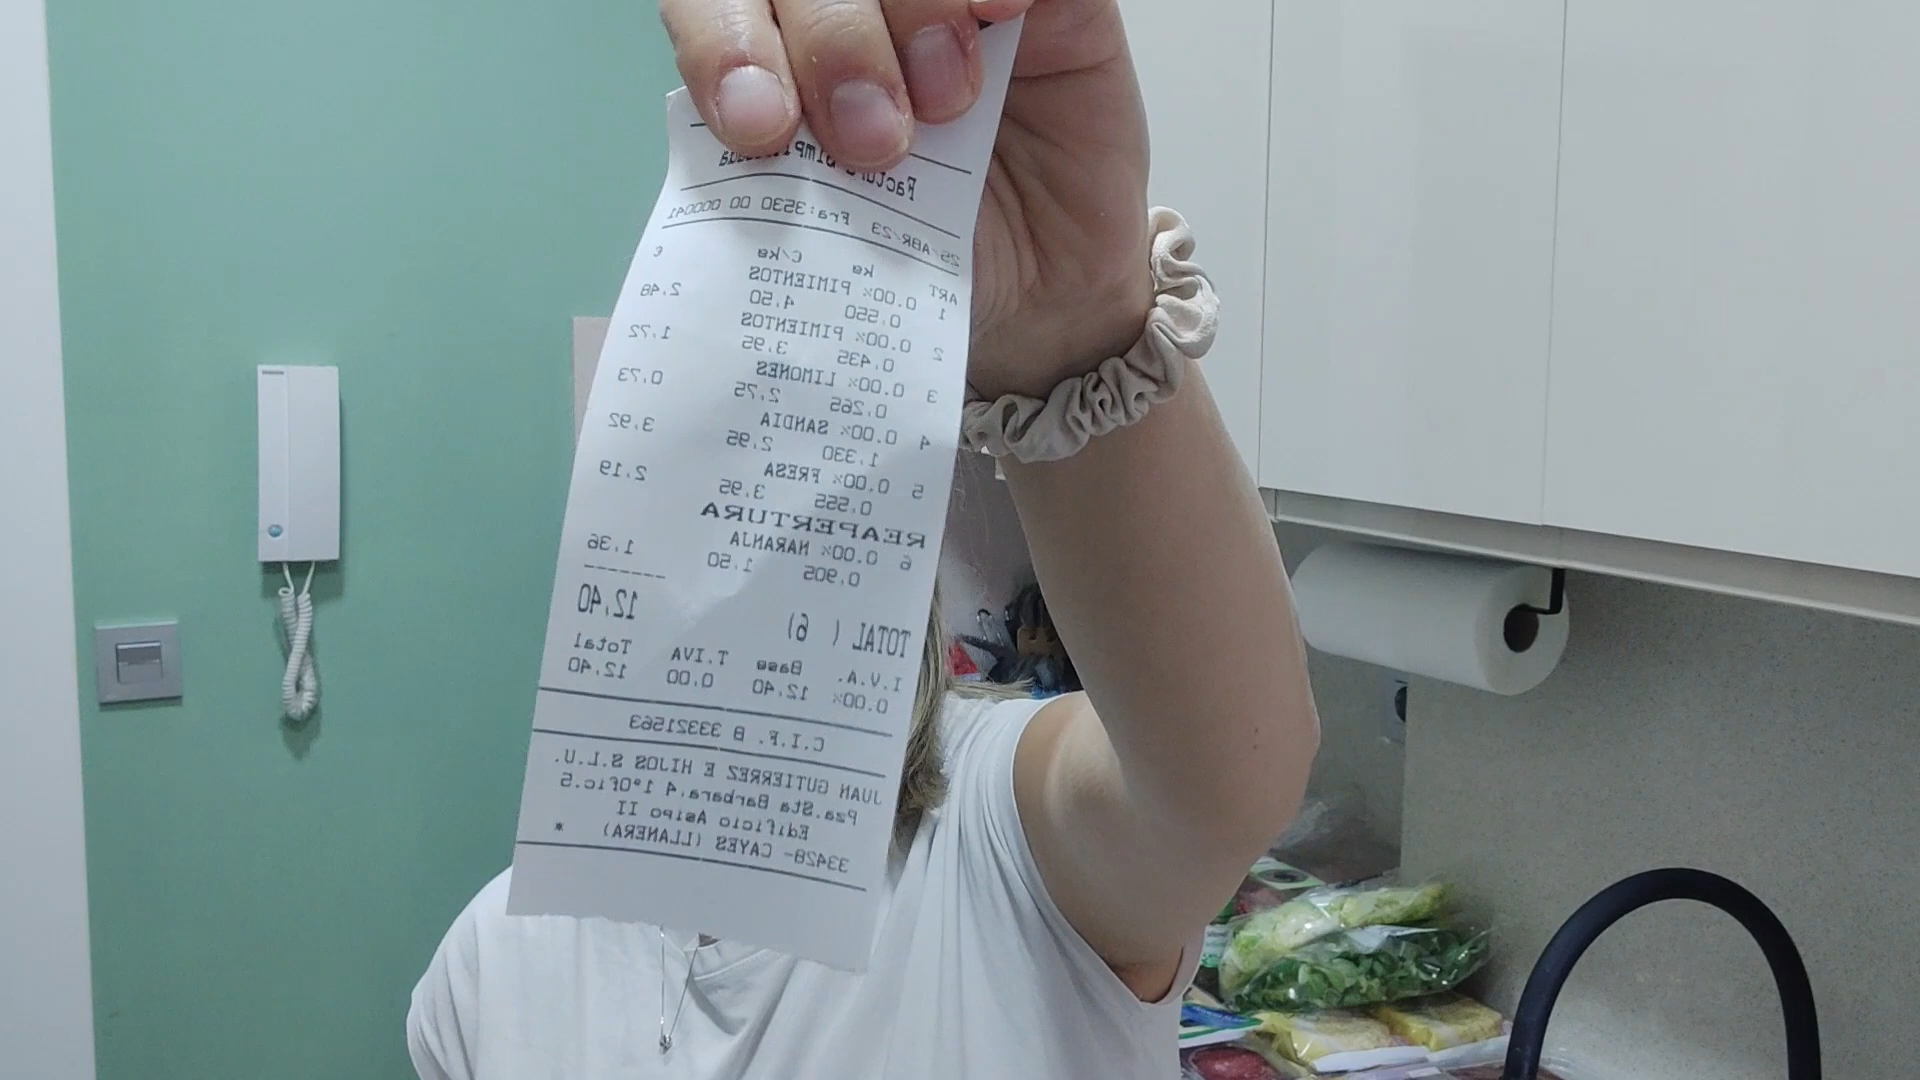 Factura Simplificada
25/ABR/23 Fra:3530 00 000041
ART kg €/kg €
1 0.00% PIMIENTOS
0,550 4,50 2,48
2 0.00% PIMIENTOS
0,435 3,95 1,72
3 0.00% LIMONES
0,265 2,75 0,73
4 0.00% SANDIA
1,330 2,95 3,92
5 0.00% FRESA
0,555 3,95 2,19
REAPERTURA
6 0.00% NARANJA
0,905 1,50 1,36
TOTAL ( 6) 12,40
I.V.A. Base T.IVA Total
0.00% 12,40 0,00 12,40
C.I.F. B 33321563
JUAN GUTIERREZ E HIJOS S.L.U.
Pza.Sta Barbara,4 1ºOfic.5
Edificio Asipo II
33428- CAYES (LLANERA) *